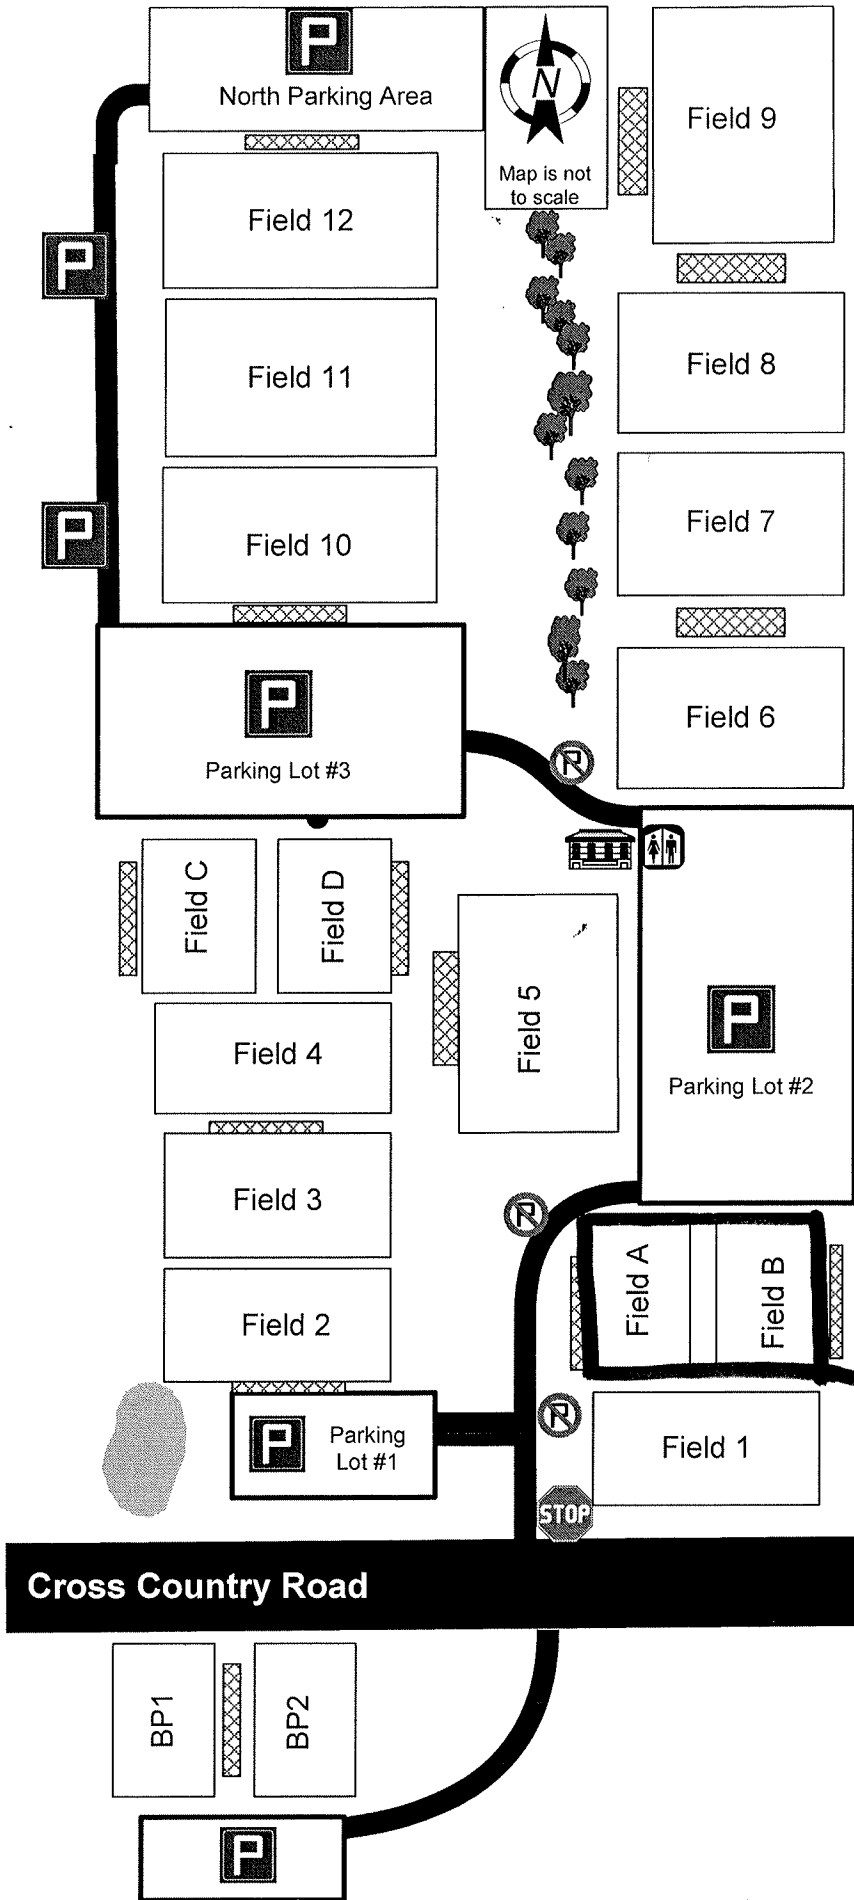 P
North Parking Area
N
Map is not
to scale
Field 9
Field 12
P
Field 8
Field 11
Field 7
P
Field 10
Field 6
P
Parking Lot #3
P
Field C
Field D
Field 5
P
Parking Lot #2
Field 4
Field 3
P
Field A
Field B
Field 2
P
Parking
Lot #1
P
Field 1
STOP
Cross Country Road
BP1
BP2
P